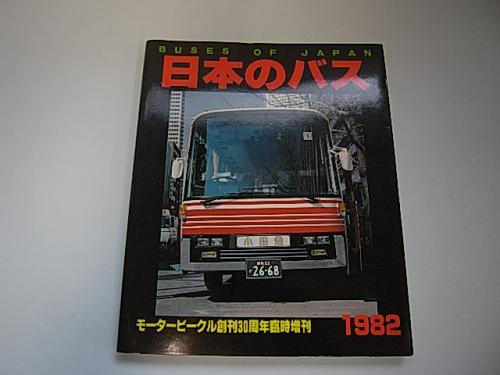 BUSES OF JAPAN
日本のバス
小田急
26-68
モータービークル創刊30周年臨時増刊
1982